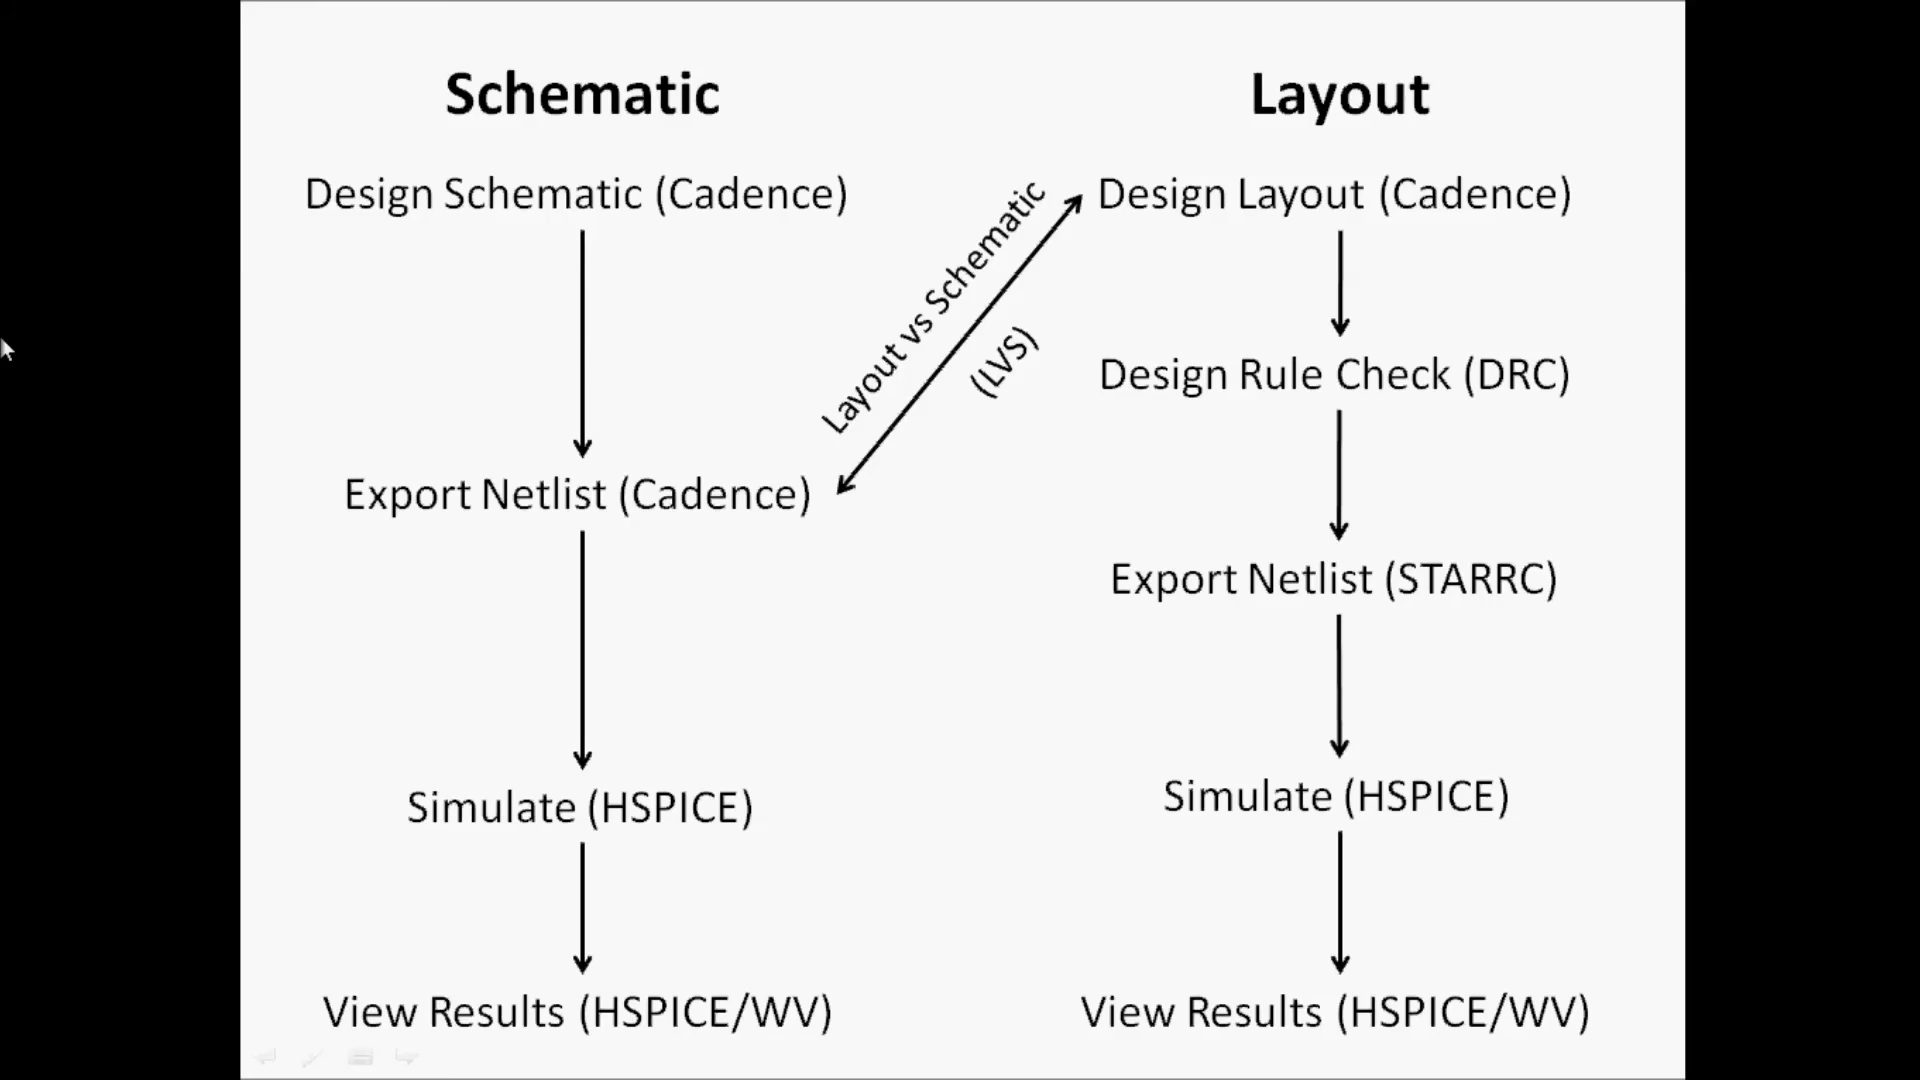 Schematic
Design Schematic (Cadence)
Export Netlist (Cadence)
Simulate (HSPICE)
View Results (HSPICE/WV)
Layout vs Schematic
(LVS)
Layout
Design Layout (Cadence)
Design Rule Check (DRC)
Export Netlist (STARRC)
Simulate (HSPICE)
View Results (HSPICE/WV)